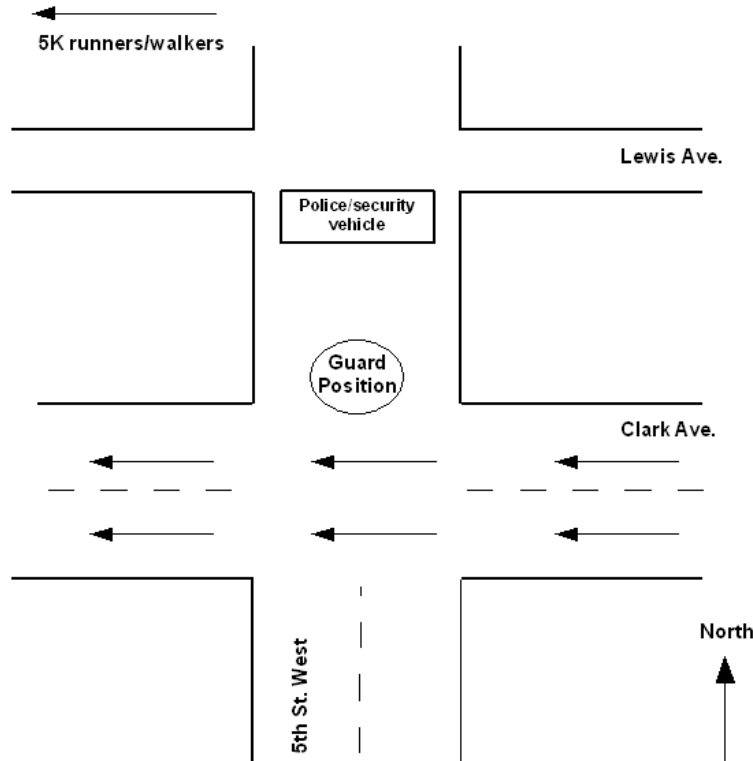 5K runners/walkers
Lewis Ave.
Police/security
vehicle
Guard
Position
Clark Ave.
North
5th St. West